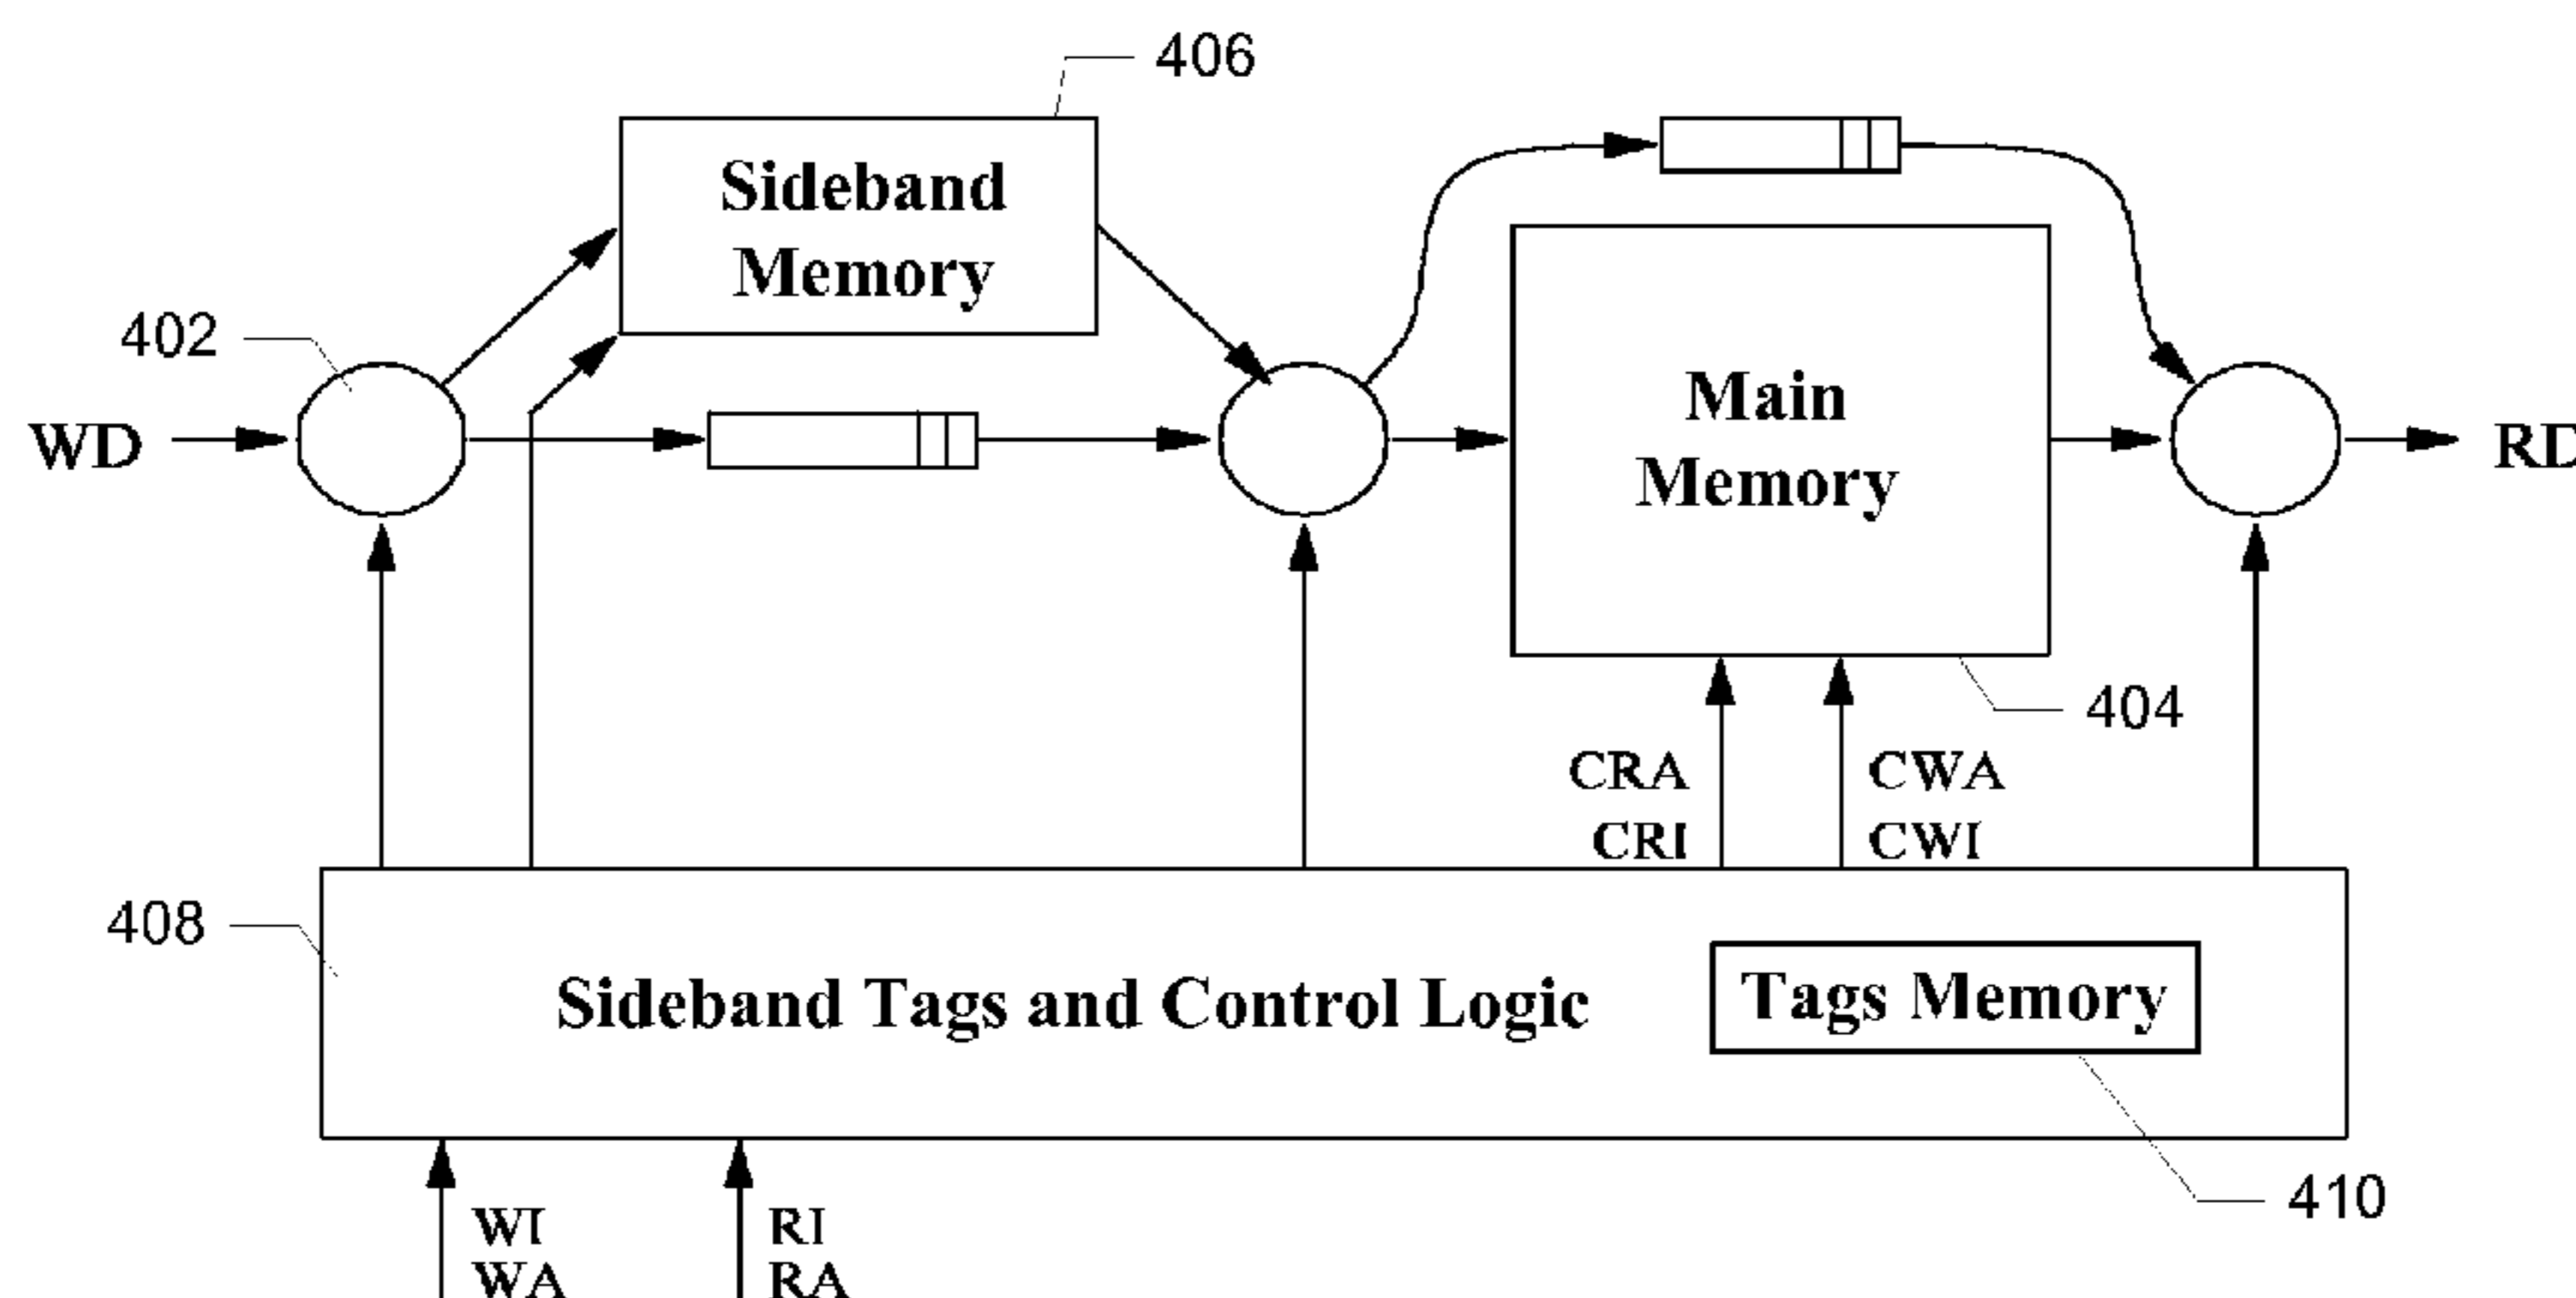 406
Sideband
Memory
402
WD
Main
Memory
RD
404
CRA
CRI
CWA
CWI
408
Sideband Tags and Control Logic
Tags Memory
410
WI
WA
RI
RA